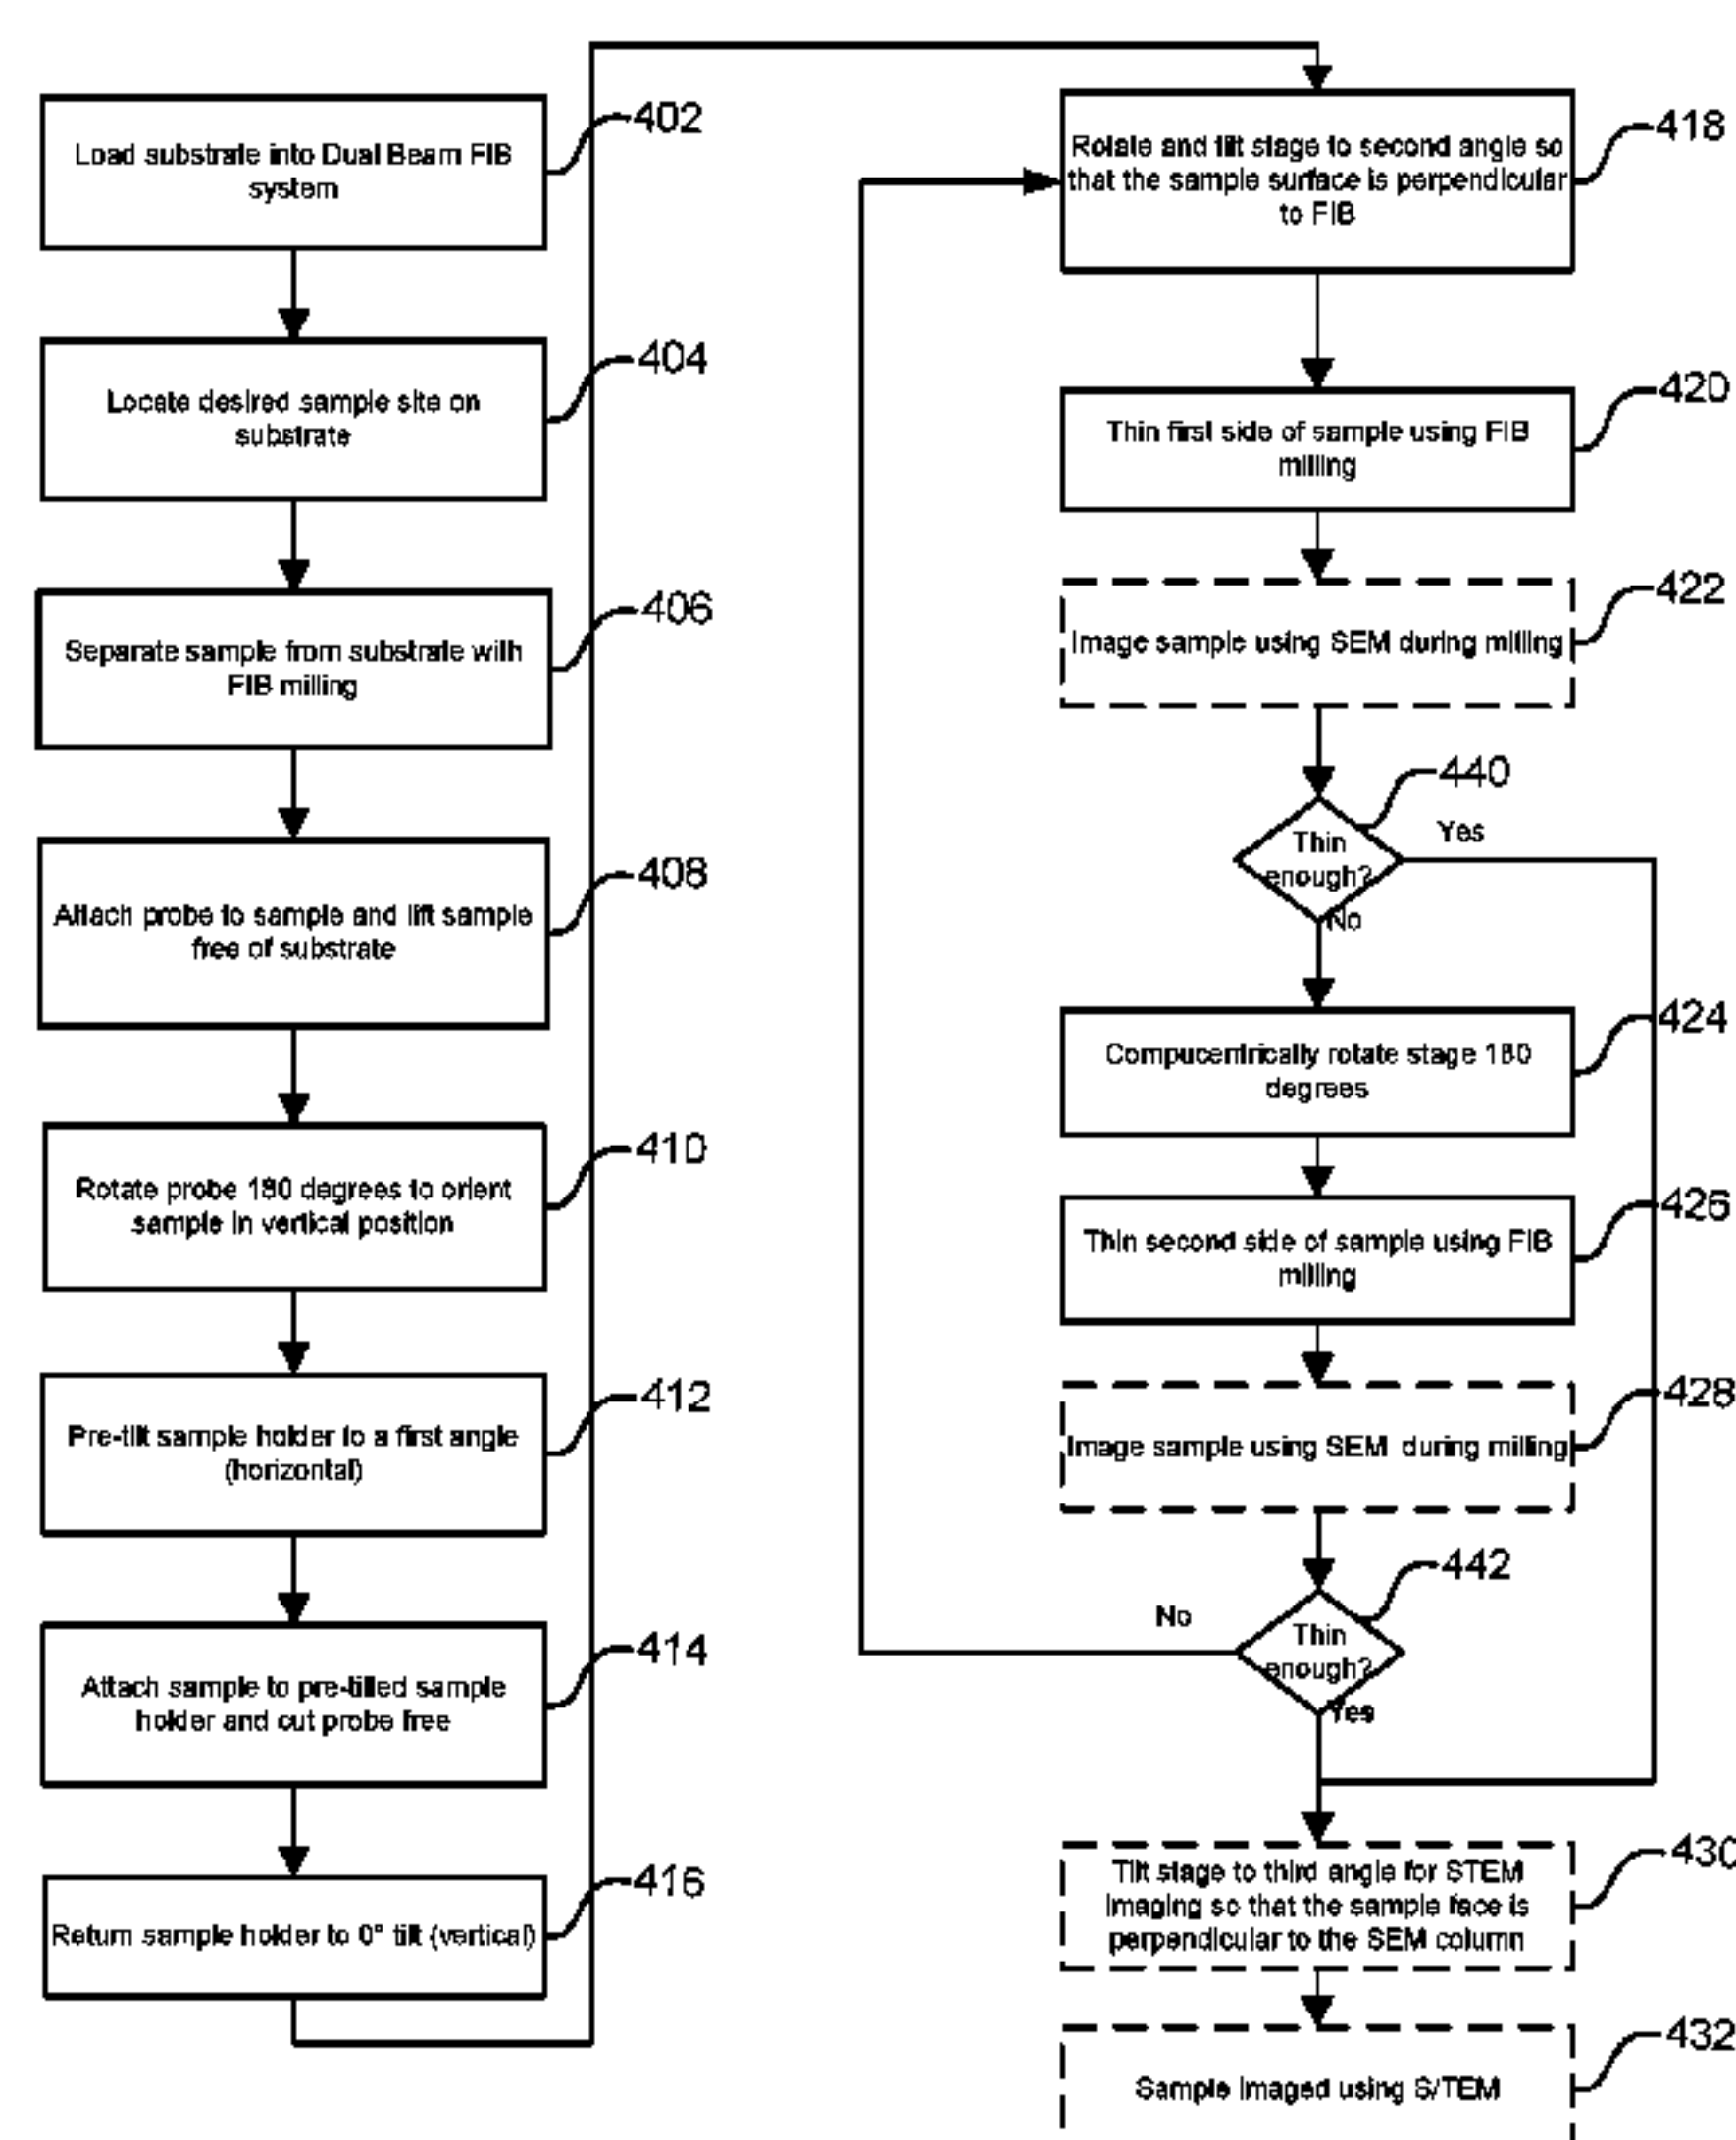 Load substrate into Dual Beam FIB
system
402
Locate desired sample site on
substrate
404
Separate sample from substrate with
FIB milling
406
Attach probe to sample and lift sample
free of substrate
408
Rotate probe 180 degrees to orient
sample in vertical position
410
Pre-tilt sample holder to a first angle
(horizontal)
412
Attach sample to pre-tilted sample
holder and cut probe free
414
Return sample holder to 0° tilt (vertical)
416
Rotate and tilt stage to second angle so
that the sample surface is perpendicular
to FIB
418
Thin first side of sample using FIB
milling
420
Image sample using SEM during milling
422
Thin
enough?
440
Yes
No
Compucentrically rotate stage 180
degrees
424
Thin second side of sample using FIB
milling
426
Image sample using SEM during milling
428
Thin
enough?
442
No
Yes
Tilt stage to third angle for STEM
imaging so that the sample face is
perpendicular to the SEM column
430
Sample imaged using S/TEM
432